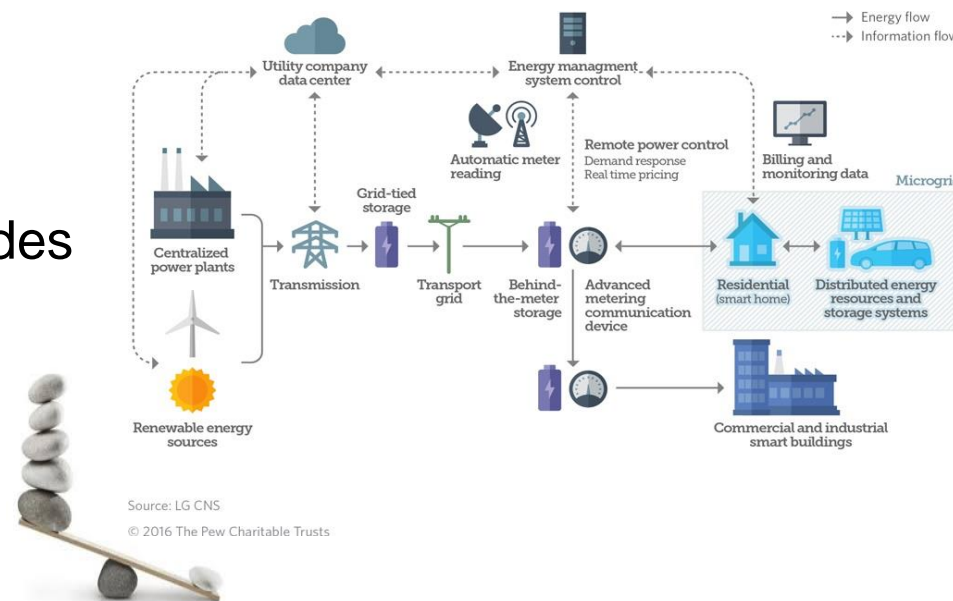 Energy flow
Information flow
Utility company
data center
Energy managment
system control
Automatic meter
reading
Remote power control
Demand response
Real time pricing
Billing and
monitoring data
Microgri
des
Grid-tied
storage
Centralized
power plants
Transmission
Transport
grid
Behind-
the-meter
storage
Advanced
metering
communication
device
Residential
(smart home)
Distributed energy
resources and
storage systems
Renewable energy
sources
Commercial and industrial
smart buildings
Source: LG CNS
© 2016 The Pew Charitable Trusts